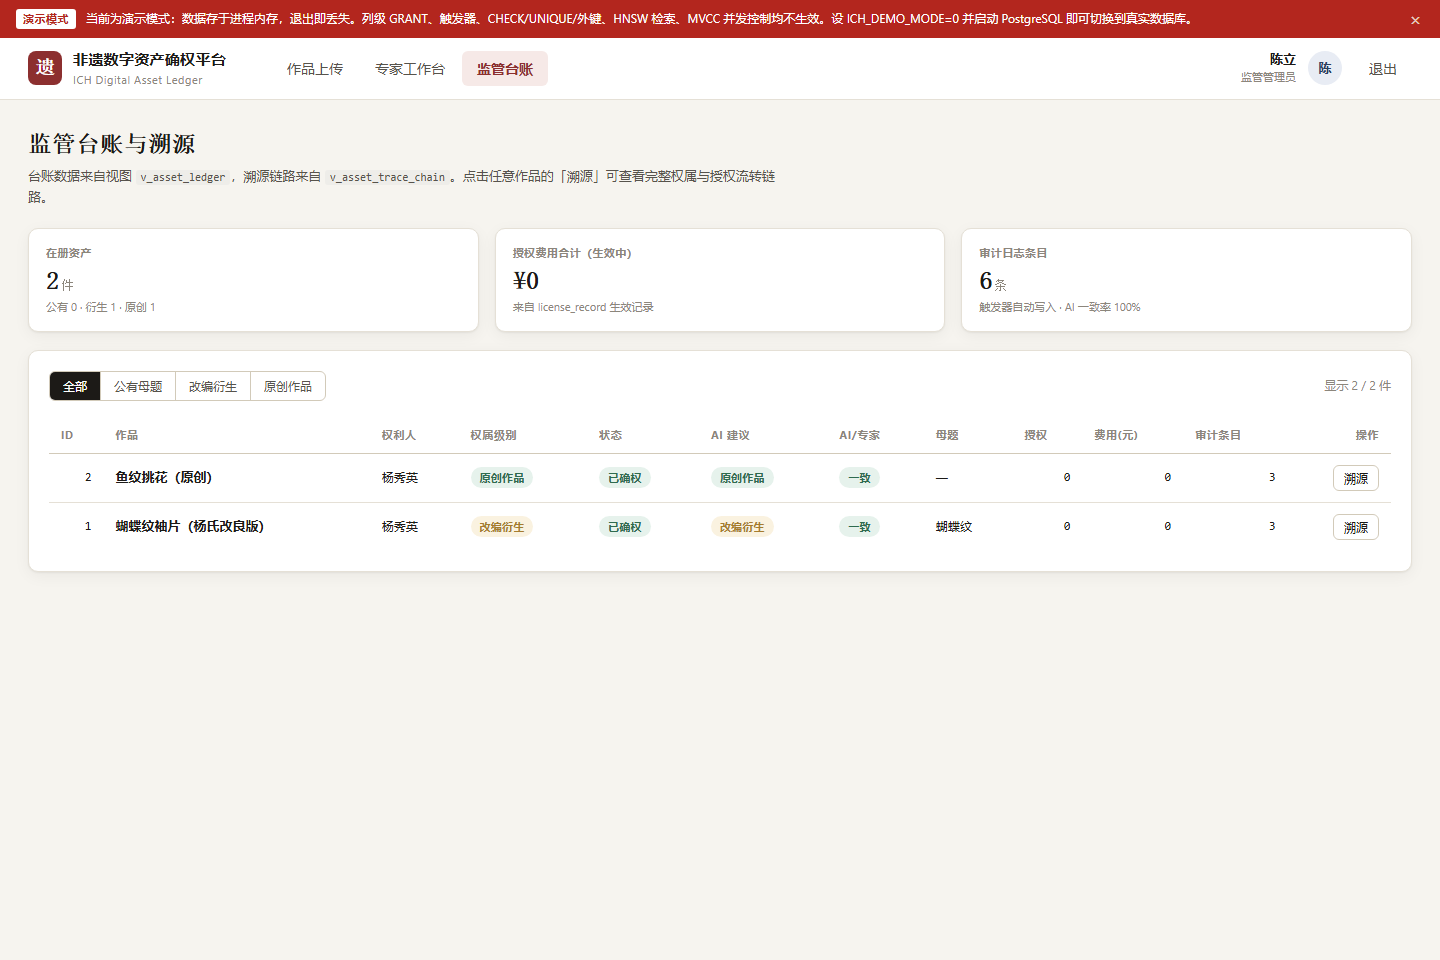 演示模式 当前为演示模式：数据存于进程内存，退出即丢失。列级 GRANT、触发器、CHECK/UNIQUE/外键、HNSW 检索、MVCC 并发控制均不生效。设 ICH_DEMO_MODE=0 并启动 PostgreSQL 即可切换到真实数据库。 ×
遗 非遗数字资产确权平台
ICH Digital Asset Ledger
作品上传 专家工作台 监管台账
陈立
监管管理员
陈 退出
监管台账与溯源
台账数据来自视图 v_asset_ledger ，溯源链路来自 v_asset_trace_chain 。点击任意作品的「溯源」可查看完整权属与授权流转链
路。
在册资产
2 件
公有 0 · 衍生 1 · 原创 1
授权费用合计（生效中）
¥0
来自 license_record 生效记录
审计日志条目
6 条
触发器自动写入 · AI 一致率 100%
全部 公有母题 改编衍生 原创作品 显示 2 / 2 件
ID 作品 权利人 权属级别 状态 AI 建议 AI/专家 母题 授权 费用(元) 审计条目 操作
2 鱼纹挑花（原创） 杨秀英 原创作品 已确权 原创作品 一致 — 0 0 3 溯源
1 蝴蝶纹袖片（杨氏改良版） 杨秀英 改编衍生 已确权 改编衍生 一致 蝴蝶纹 0 0 3 溯源